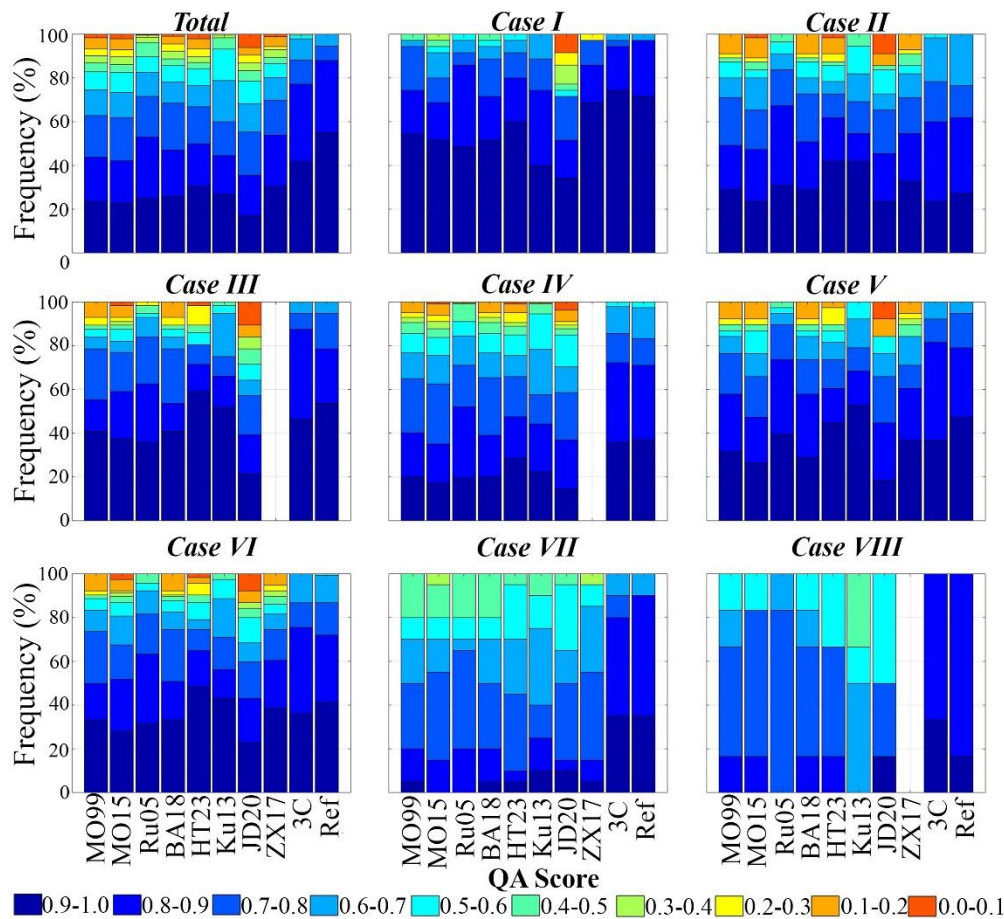 Total Case I Case II
Frequency (%)
100
80
60
40
20
0
Case III Case IV Case V
Frequency (%)
100
80
60
40
20
0
Case VI Case VII Case VIII
Frequency (%)
100
80
60
40
20
0
MO99 MO15 Ru05 BA18 HT23 Ku13 JD20 ZX17 3C Ref
MO99 MO15 Ru05 BA18 HT23 Ku13 JD20 ZX17 3C Ref
MO99 MO15 Ru05 BA18 HT23 Ku13 JD20 ZX17 3C Ref
QA Score
0.9-1.0 0.8-0.9 0.7-0.8 0.6-0.7 0.5-0.6 0.4-0.5 0.3-0.4 0.2-0.3 0.1-0.2 0.0-0.1